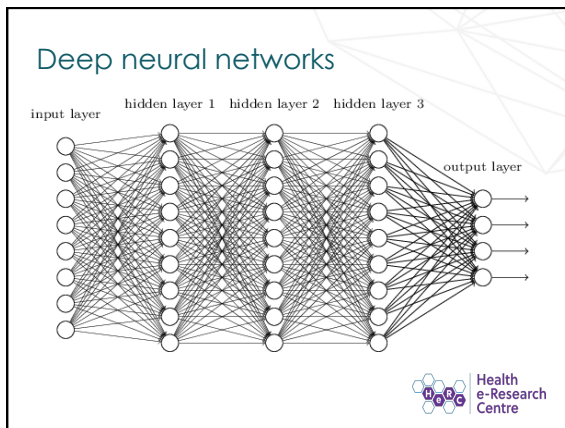 Deep neural networks
input layer
hidden layer 1 hidden layer 2 hidden layer 3
output layer
HeRC
Health
e-Research
Centre